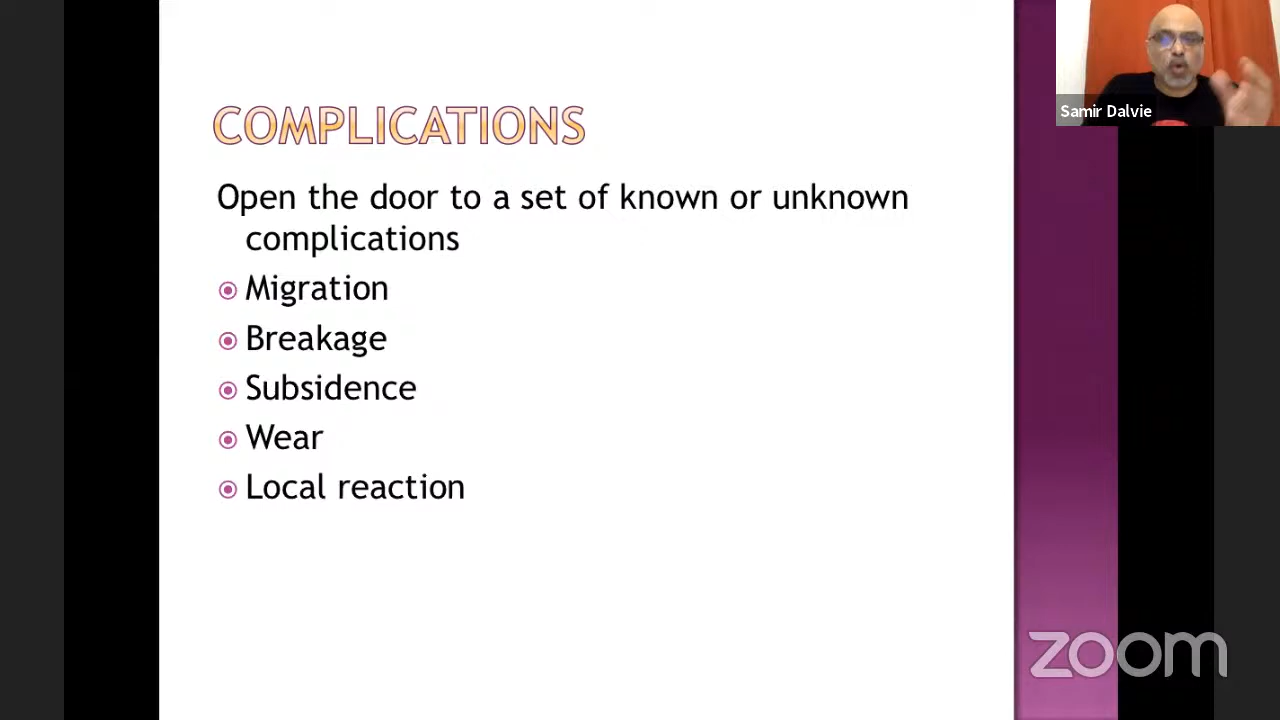 Samir Dalvie
COMPLICATIONS
Open the door to a set of known or unknown
complications
Migration
Breakage
Subsidence
Wear
Local reaction
zoom